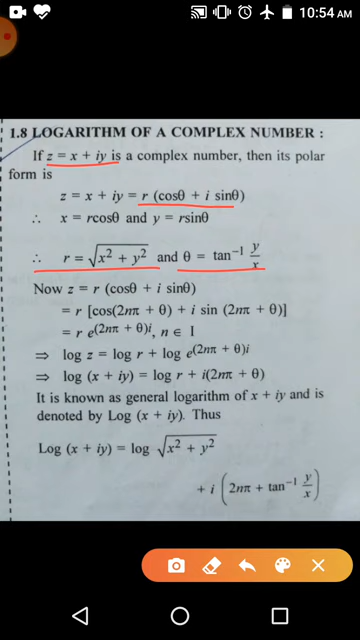 10:54 AM
1.8 LOGARITHM OF A COMPLEX NUMBER :
If z = x + iy is a complex number, then its polar
form is
z = x + iy = r (cosθ + i sinθ)
∴ x = rcosθ and y = rsinθ
∴ r = √(x² + y²) and θ = tan⁻¹ y/x
Now z = r (cosθ + i sinθ)
= r [cos(2nπ + θ) + i sin (2nπ + θ)]
= r e^(2nπ + θ)i, n ∈ I
⇒ log z = log r + log e^(2nπ + θ)i
⇒ log (x + iy) = log r + i(2nπ + θ)
It is known as general logarithm of x + iy and is
denoted by Log (x + iy). Thus
Log (x + iy) = log √(x² + y²)
+ i (2nπ + tan⁻¹ y/x)